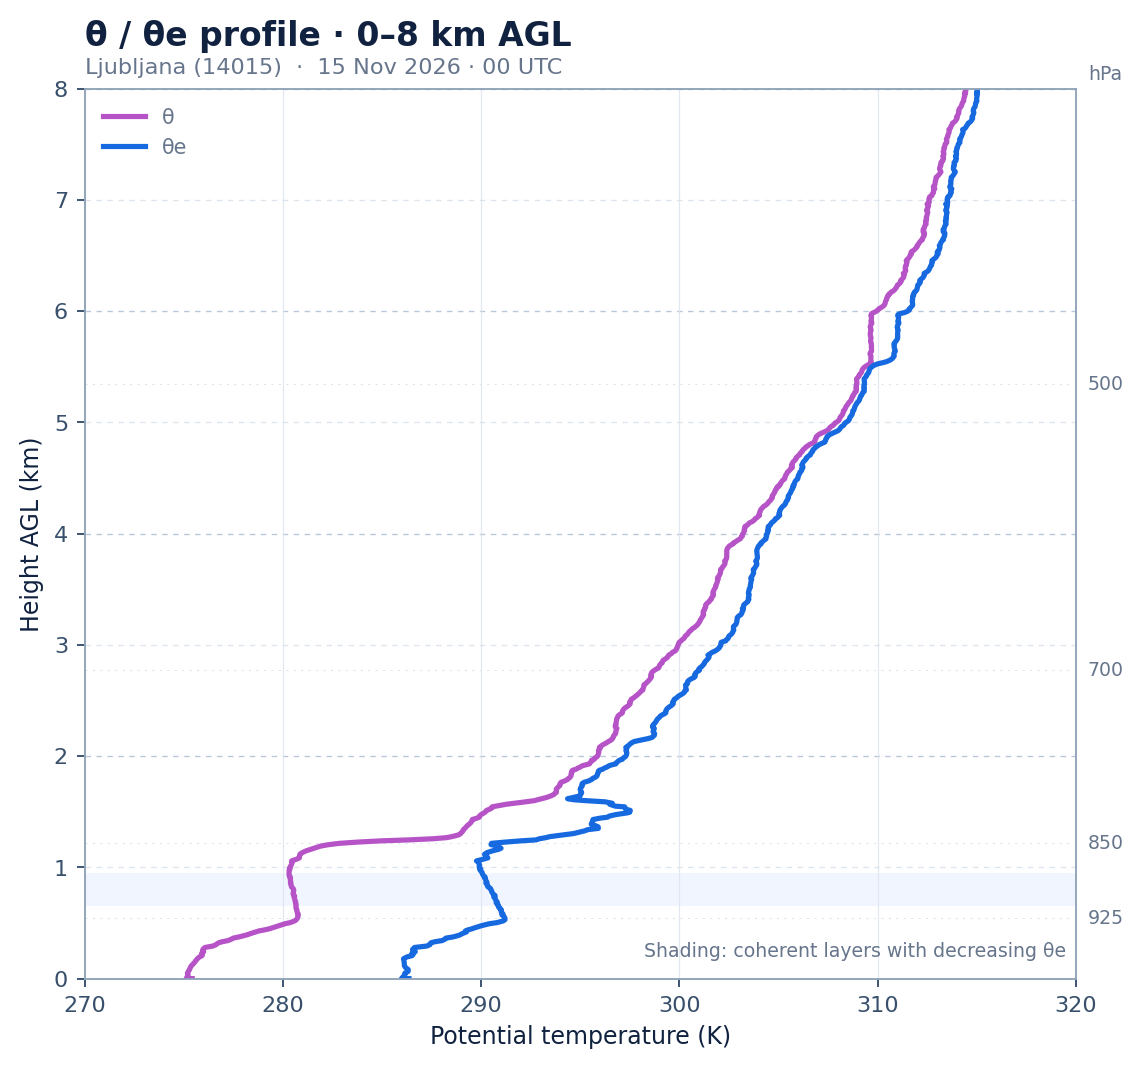 θ / θe profile · 0–8 km AGL
Ljubljana (14015)  ·  15 Nov 2026 · 00 UTC
hPa
θ
θe
8
7
6
5
4
3
2
1
0
Height AGL (km)
500
700
850
925
Shading: coherent layers with decreasing θe
270 280 290 300 310 320
Potential temperature (K)